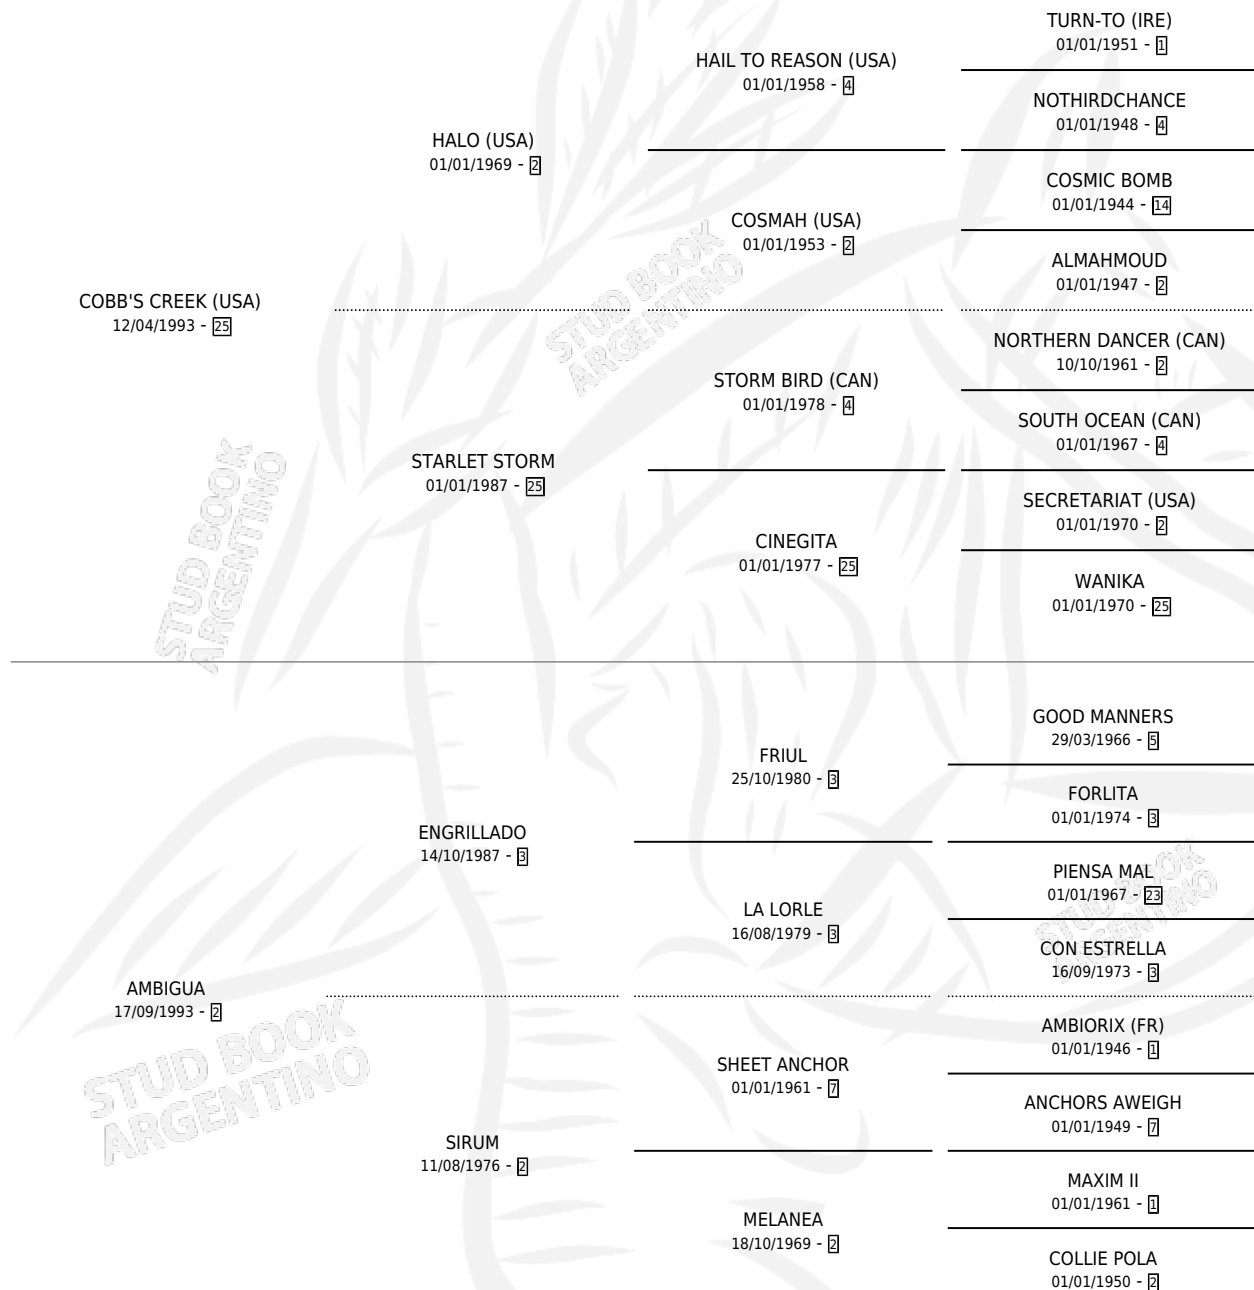 TURN-TO (IRE)
01/01/1951 - 1
HAIL TO REASON (USA)
01/01/1958 - 4
NOTHIRDCHANCE
01/01/1948 - 4
HALO (USA)
01/01/1969 - 2
COSMIC BOMB
01/01/1944 - 14
COSMAH (USA)
01/01/1953 - 2
ALMAHMOUD
01/01/1947 - 2
COBB'S CREEK (USA)
12/04/1993 - 25
STUD BOOK
ARGENTINO
NORTHERN DANCER (CAN)
10/10/1961 - 2
STORM BIRD (CAN)
01/01/1978 - 4
SOUTH OCEAN (CAN)
01/01/1967 - 4
STARLET STORM
01/01/1987 - 25
SECRETARIAT (USA)
01/01/1970 - 2
CINEGITA
01/01/1977 - 25
WANIKA
01/01/1970 - 25
STUD BOOK
ARGENTINO
GOOD MANNERS
29/03/1966 - 5
FRIUL
25/10/1980 - 3
FORLITA
01/01/1974 - 3
ENGRILLADO
14/10/1987 - 3
PIENSA MAL
01/01/1967 - 23
LA LORLE
16/08/1979 - 3
CON ESTRELLA
16/09/1973 - 3
STUD BOOK
ARGENTINO
AMBIGUA
17/09/1993 - 2
AMBIORIX (FR)
01/01/1946 - 1
SHEET ANCHOR
01/01/1961 - 7
ANCHORS AWEIGH
01/01/1949 - 7
STUD BOOK
ARGENTINO
SIRUM
11/08/1976 - 2
MAXIM II
01/01/1961 - 1
MELANEA
18/10/1969 - 2
COLLIE POLA
01/01/1950 - 2